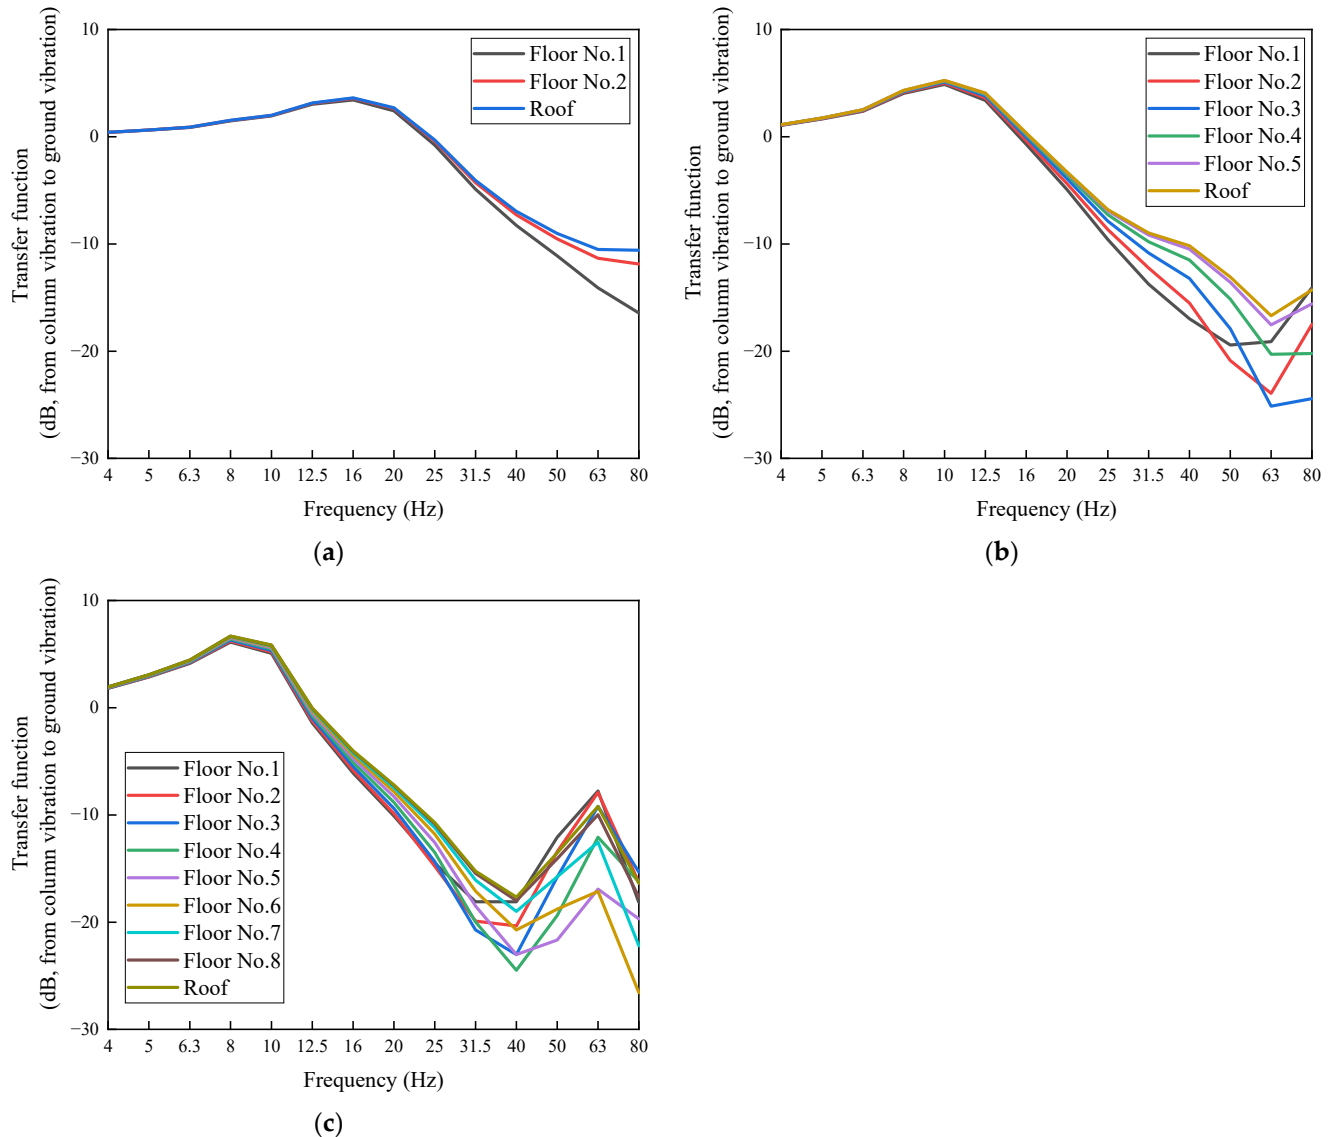 Transfer function
(dB, from column vibration to ground vibration)
10
0
−10
−20
−30
Floor No.1
Floor No.2
Roof
4 5 6.3 8 10 12.5 16 20 25 31.5 40 50 63 80
Frequency (Hz)
(a)
Transfer function
(dB, from column vibration to ground vibration)
10
0
−10
−20
−30
Floor No.1
Floor No.2
Floor No.3
Floor No.4
Floor No.5
Roof
4 5 6.3 8 10 12.5 16 20 25 31.5 40 50 63 80
Frequency (Hz)
(b)
Transfer function
(dB, from column vibration to ground vibration)
10
0
−10
−20
−30
Floor No.1
Floor No.2
Floor No.3
Floor No.4
Floor No.5
Floor No.6
Floor No.7
Floor No.8
Roof
4 5 6.3 8 10 12.5 16 20 25 31.5 40 50 63 80
Frequency (Hz)
(c)